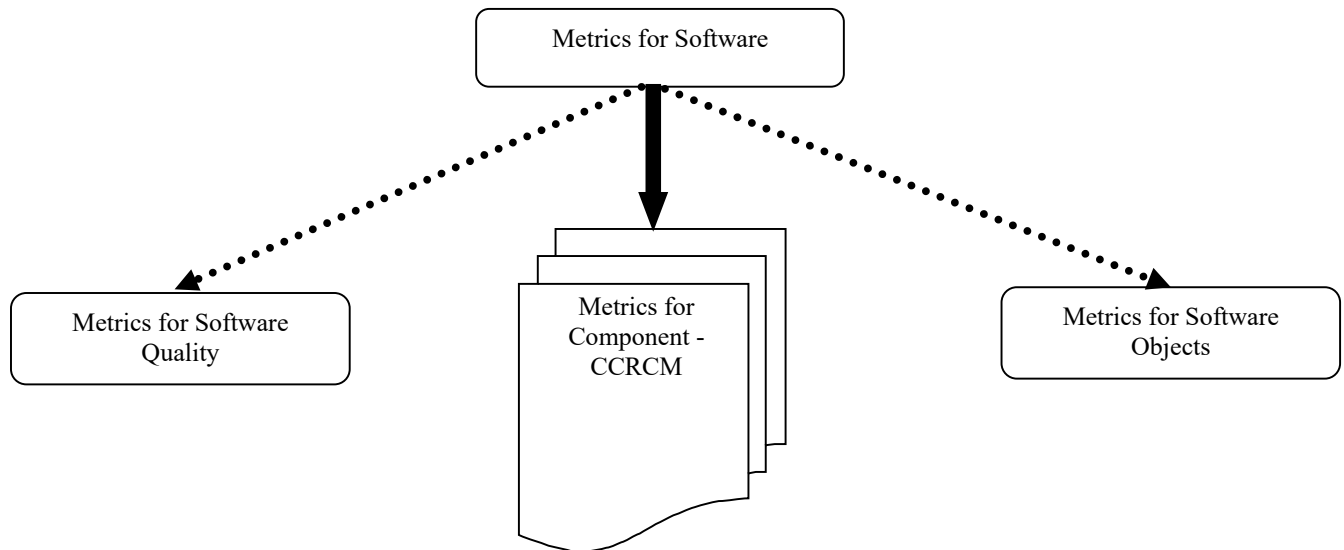 Metrics for Software
Metrics for Software
Quality
Metrics for
Component -
CCRCM
Metrics for Software
Objects